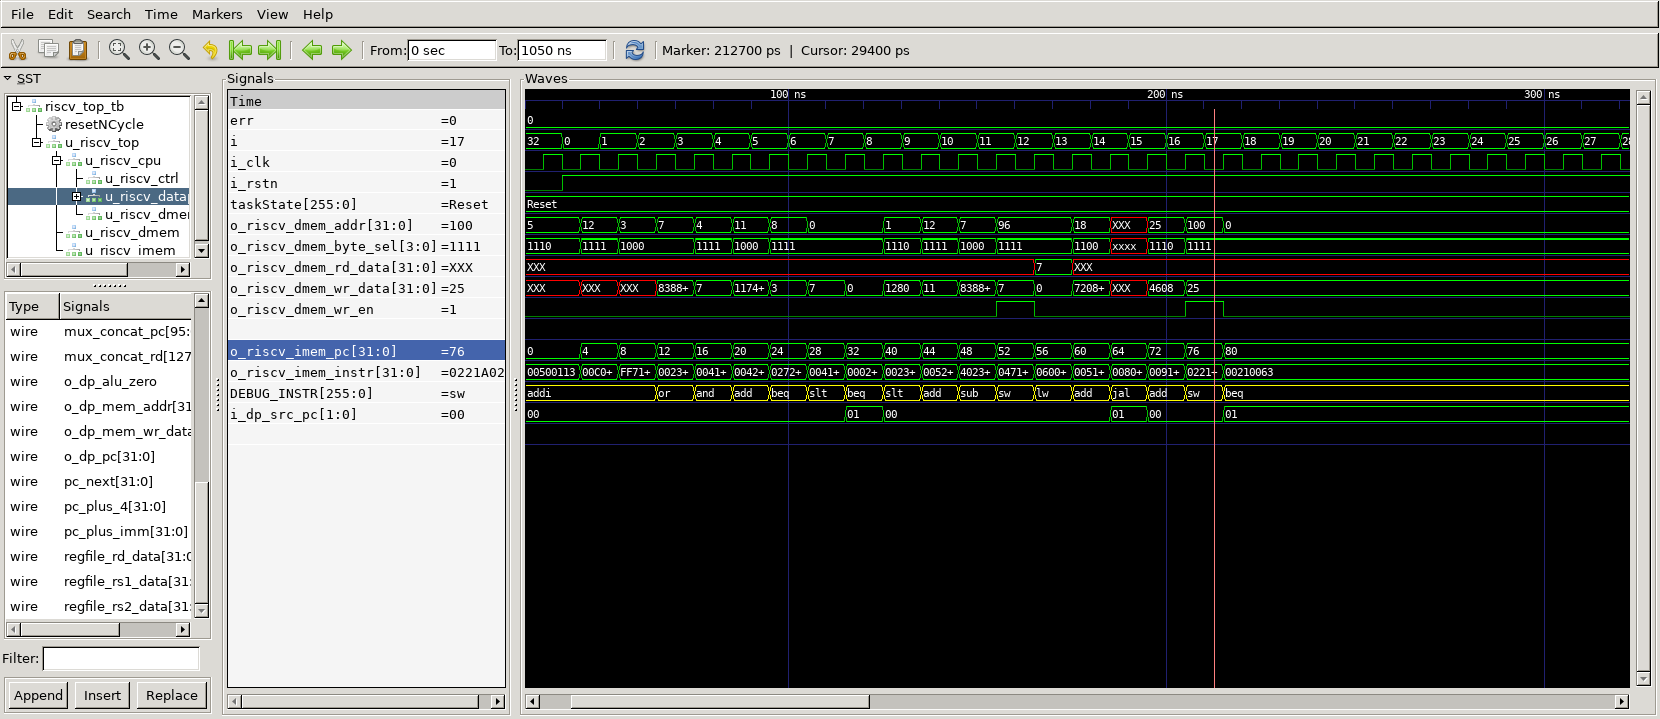 File Edit Search Time Markers View Help
From: 0 sec To: 1050 ns Marker: 212700 ps | Cursor: 29400 ps
SST
riscv_top_tb
resetNCycle
u_riscv_top
u_riscv_cpu
u_riscv_ctrl
u_riscv_data
u_riscv_dmem
u_riscv_imem
Type Signals
wire mux_concat_pc[95:
wire mux_concat_rd[127
wire o_dp_alu_zero
wire o_dp_mem_addr[31
wire o_dp_mem_wr_data
wire o_dp_pc[31:0]
wire pc_next[31:0]
wire pc_plus_4[31:0]
wire pc_plus_imm[31:0]
wire regfile_rd_data[31:0
wire regfile_rs1_data[31:
wire regfile_rs2_data[31:
Filter:
Append Insert Replace
Signals
Time
err =0
i =17
i_clk =0
i_rstn =1
taskState[255:0] =Reset
o_riscv_dmem_addr[31:0] =100
o_riscv_dmem_byte_sel[3:0] =1111
o_riscv_dmem_rd_data[31:0] =XXX
o_riscv_dmem_wr_data[31:0] =25
o_riscv_dmem_wr_en =1
o_riscv_imem_pc[31:0] =76
o_riscv_imem_instr[31:0] =0221A02
DEBUG_INSTR[255:0] =sw
i_dp_src_pc[1:0] =00
Waves
100 ns 200 ns 300 ns
0
32 0 1 2 3 4 5 6 7 8 9 10 11 12 13 14 15 16 17 18 19 20 21 22 23 24 25 26 27 28
Reset
5 12 3 7 4 11 8 0 1 12 7 96 18 XXX 25 100 0
1110 1111 1000 1111 1000 1111 1110 1111 1000 1111 1100 xxxx 1110 1111
XXX 7 XXX
XXX XXX XXX 8388+ 7 1174+ 3 7 0 1280 11 8388+ 7 0 7208+ XXX 4608 25
0 4 8 12 16 20 24 28 32 40 44 48 52 56 60 64 72 76 80
00500113 00C0+ FF71+ 0023+ 0041+ 0042+ 0272+ 0041+ 0002+ 0023+ 0052+ 4023+ 0471+ 0600+ 0051+ 0080+ 0091+ 0221+ 00210063
addi or and add beq slt beq slt add sub sw lw add jal add sw beq
00 01 00 01 00 01